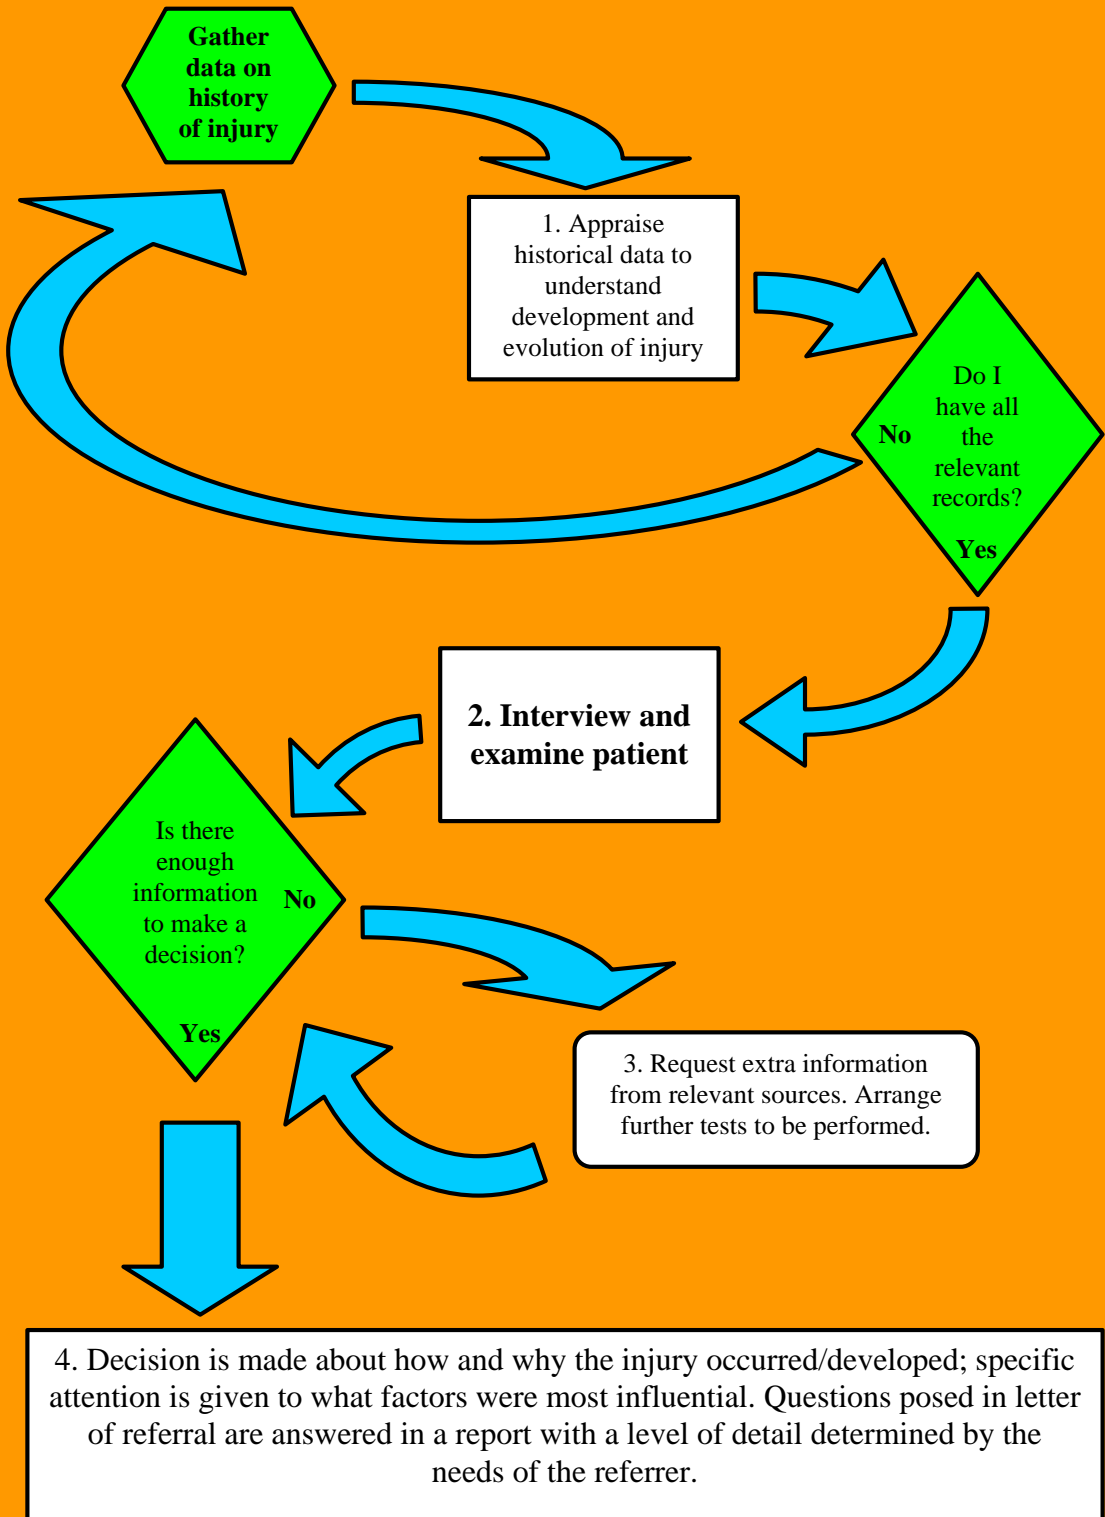 Gather
data on
history
of injury
1. Appraise
historical data to
understand
development and
evolution of injury
Do I
have all
the
relevant
records?
No
Yes
2. Interview and
examine patient
Is there
enough
information
to make a
decision?
No
Yes
3. Request extra information
from relevant sources. Arrange
further tests to be performed.
4. Decision is made about how and why the injury occurred/developed; specific
attention is given to what factors were most influential. Questions posed in letter
of referral are answered in a report with a level of detail determined by the
needs of the referrer.